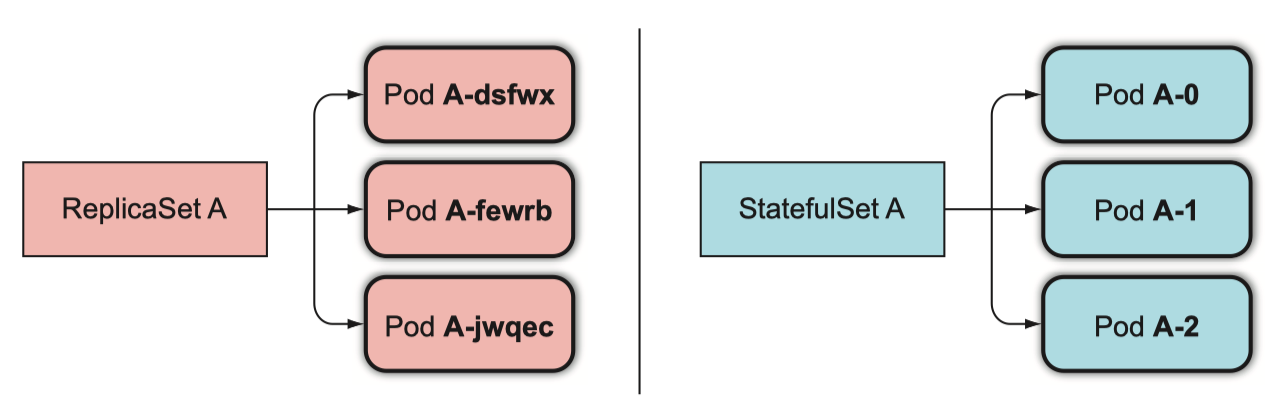 ReplicaSet A
Pod A-dsfwx
Pod A-fewrb
Pod A-jwqec
StatefulSet A
Pod A-0
Pod A-1
Pod A-2